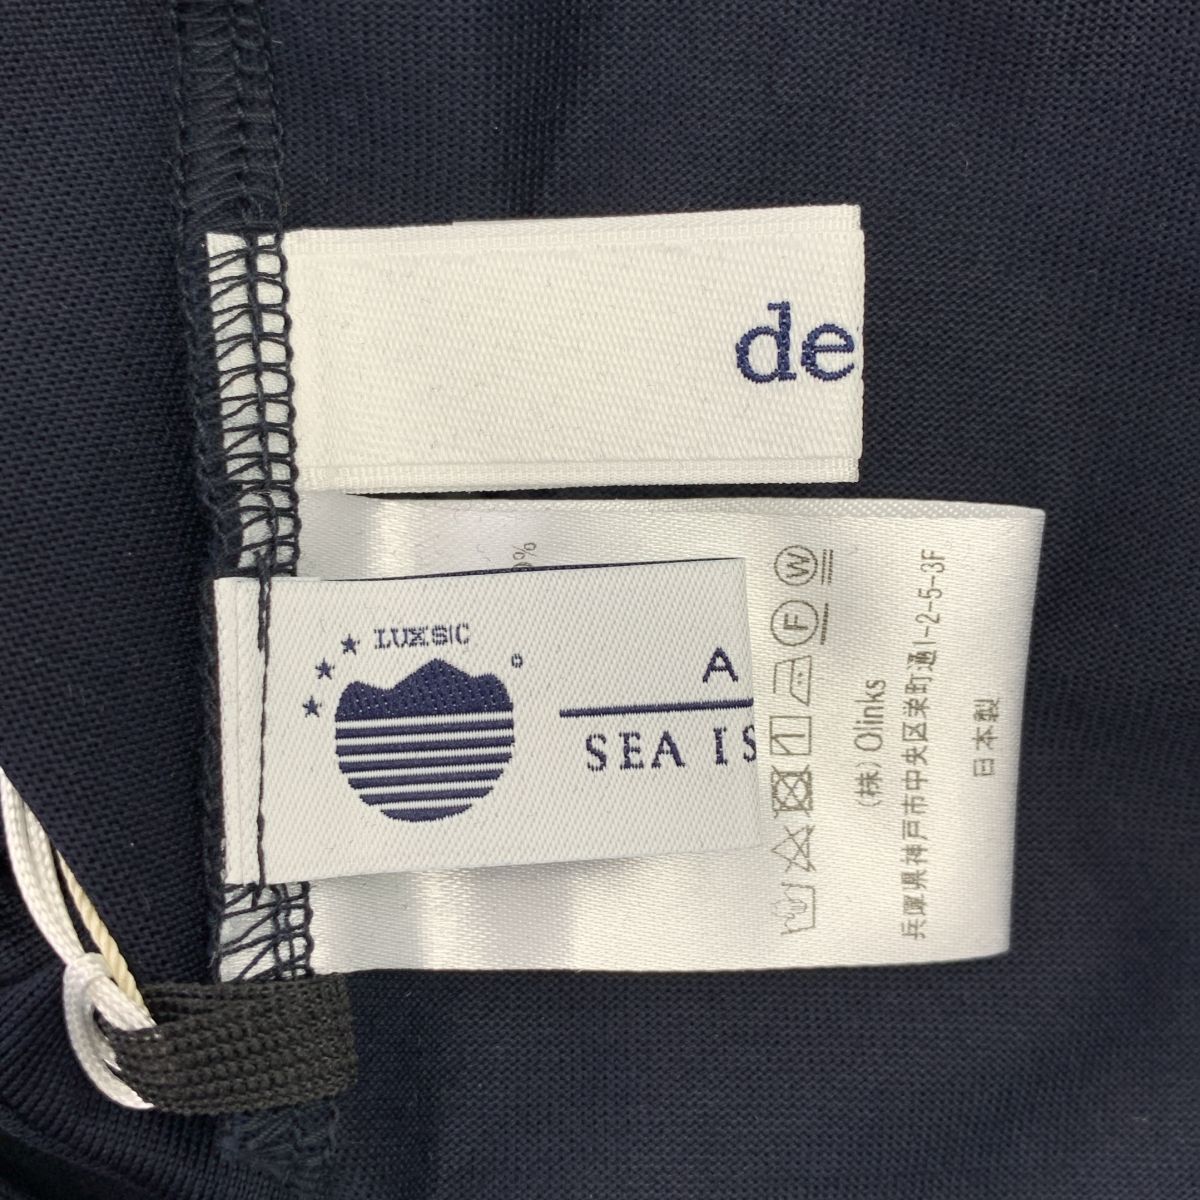 de
%
LUXSIC
A
SEA IS
W
F
(株) Olinks
兵庫県神戸市中央区栄町通1-2-5-3F
日本製